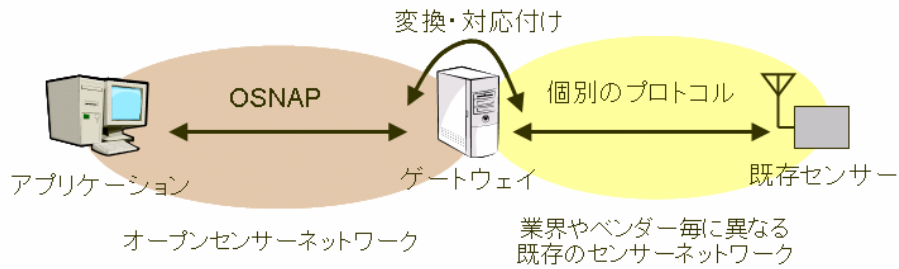 変換・対応付け
OSNAP
個別のプロトコル
アプリケーション
ゲートウェイ
既存センサー
オープンセンサーネットワーク
業界やベンダー毎に異なる
既存のセンサーネットワーク